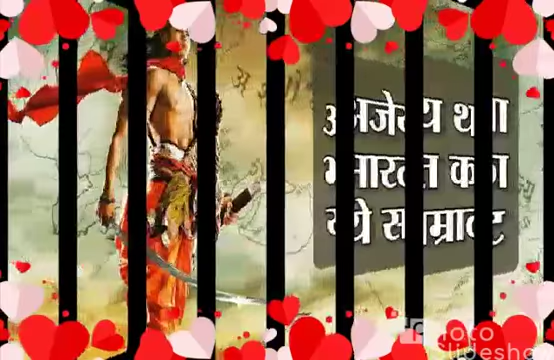 अजेय था
भारत का
ये सम्राट